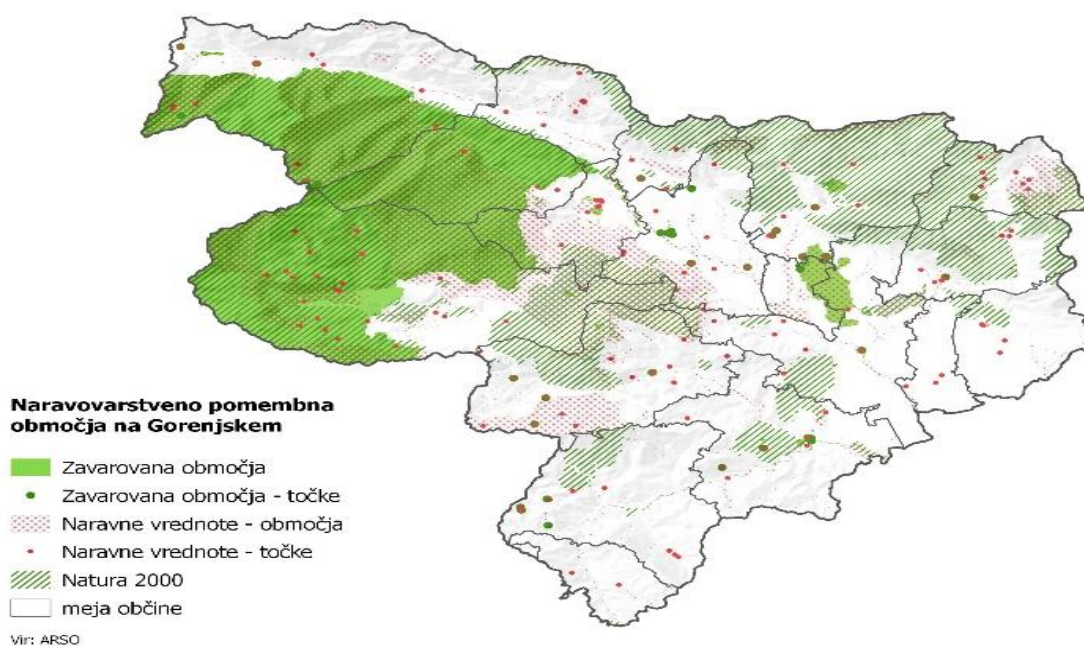 Naravovarstveno pomembna
območja na Gorenjskem
Zavarovana območja
Zavarovana območja - točke
Naravne vrednote - območja
Naravne vrednote - točke
Natura 2000
meja občine
Vir: ARSO